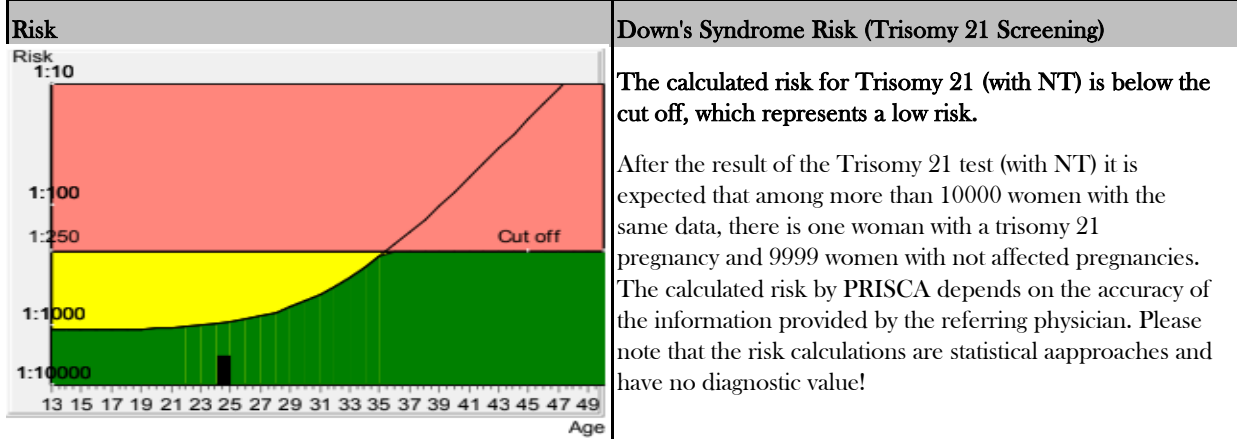 Risk
Down's Syndrome Risk (Trisomy 21 Screening)
Risk
1:10
1:100
1:250
Cut off
1:1000
1:10000
13 15 17 19 21 23 25 27 29 31 33 35 37 39 41 43 45 47 49
Age
The calculated risk for Trisomy 21 (with NT) is below the
cut off, which represents a low risk.
After the result of the Trisomy 21 test (with NT) it is
expected that among more than 10000 women with the
same data, there is one woman with a trisomy 21
pregnancy and 9999 women with not affected pregnancies.
The calculated risk by PRISCA depends on the accuracy of
the information provided by the referring physician. Please
note that the risk calculations are statistical aapproaches and
have no diagnostic value!